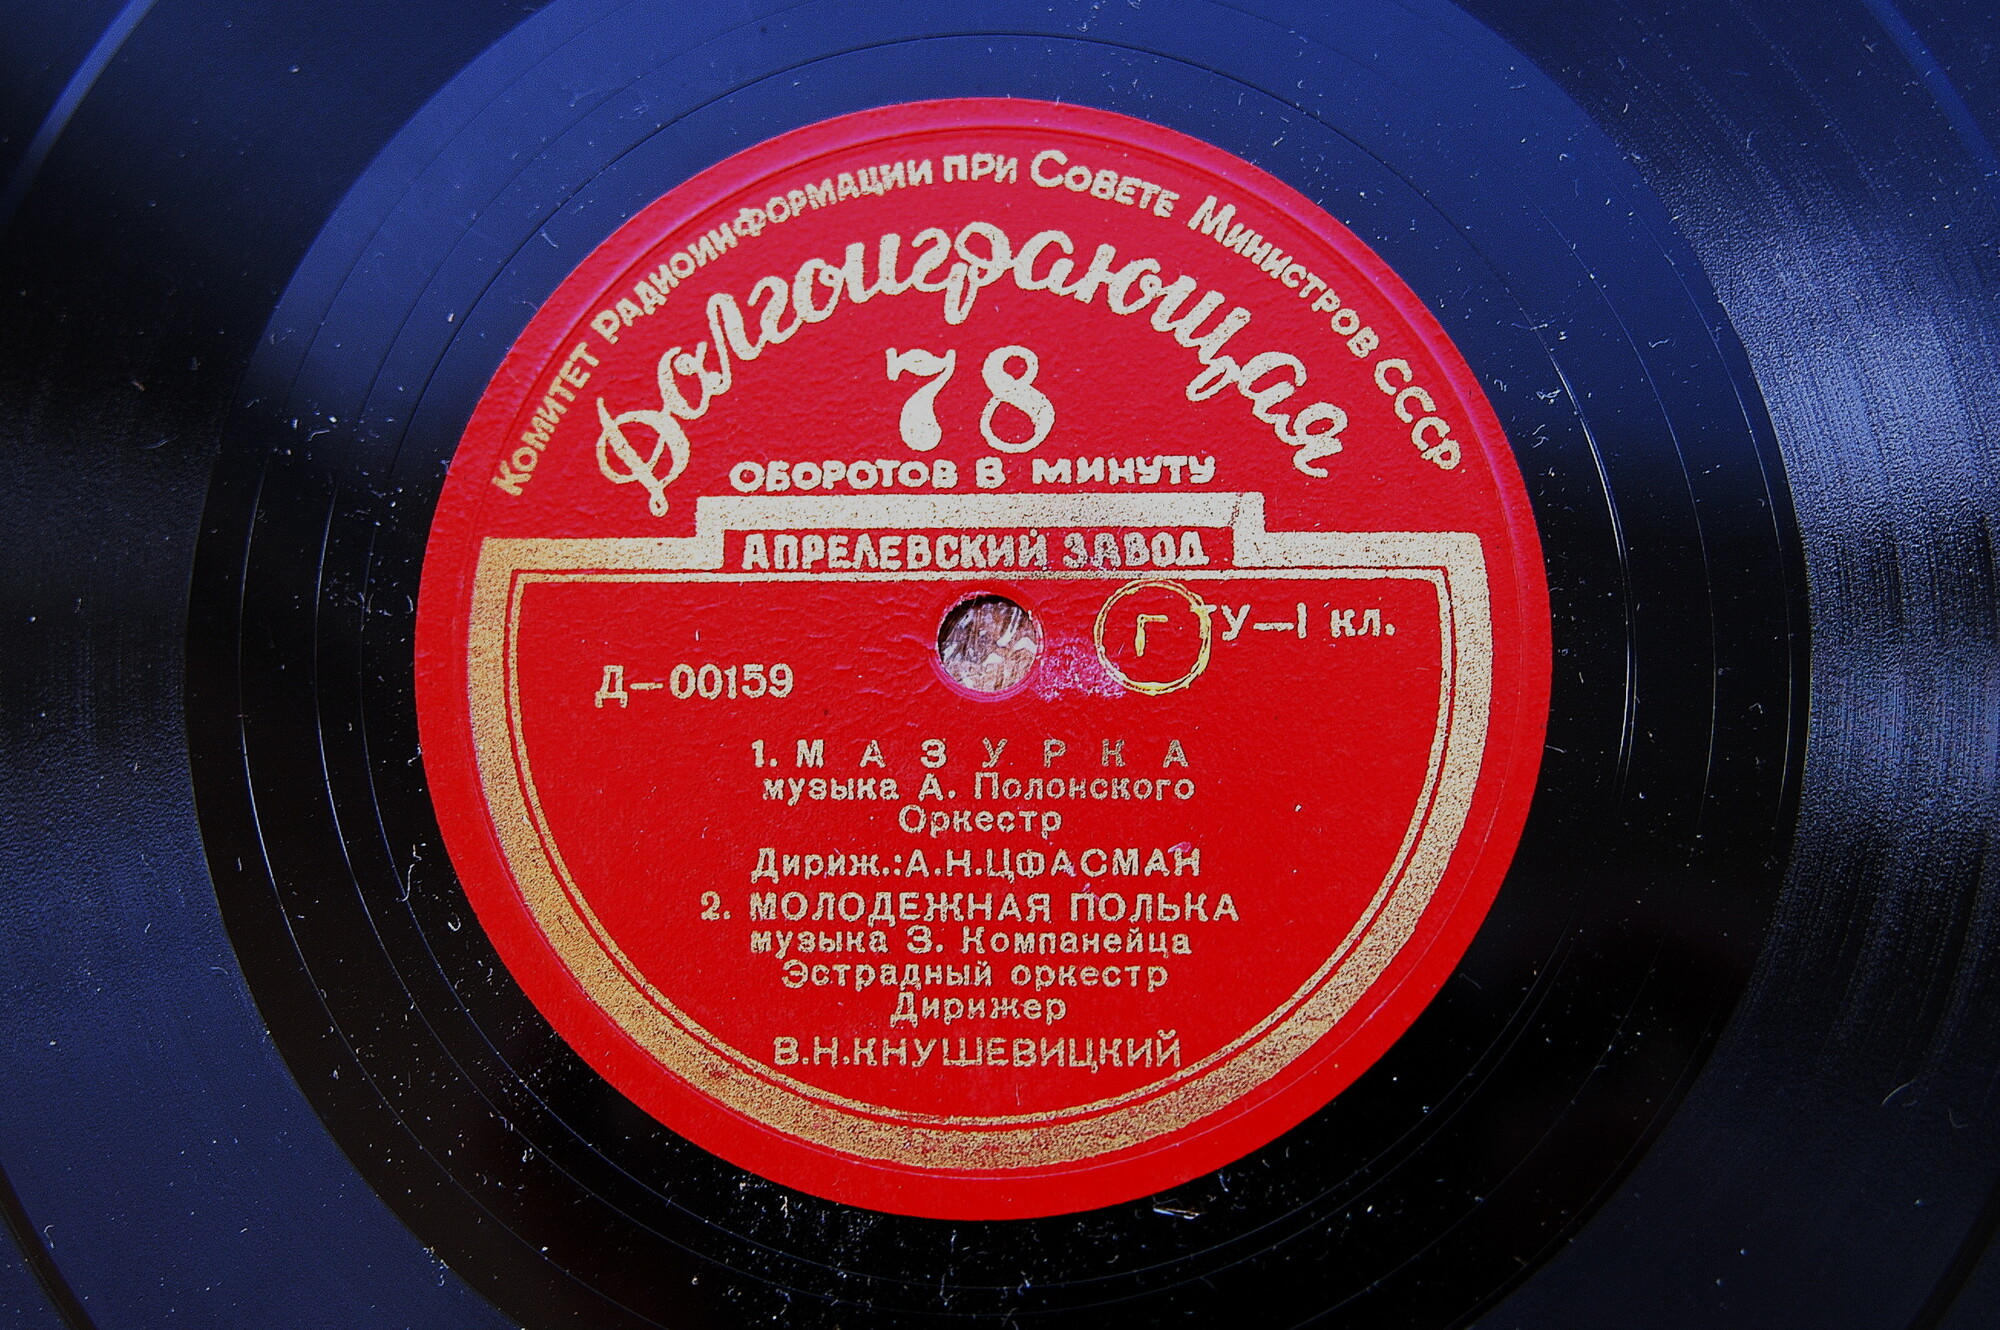 Комитет Радиоинформации при Совете Министров СССР
Долгоиграющая
78
ОБОРОТОВ В МИНУТУ
АПРЕЛЕВСКИЙ ЗАВОД
Г ТУ—I кл.
Д—00159
1. МАЗУРКА
музыка А. Полонского
Оркестр
Дириж.: А.Н.ЦФАСМАН
2. МОЛОДЕЖНАЯ ПОЛЬКА
музыка З. Компанейца
Эстрадный оркестр
Дирижер
В.Н.КНУШЕВИЦКИЙ